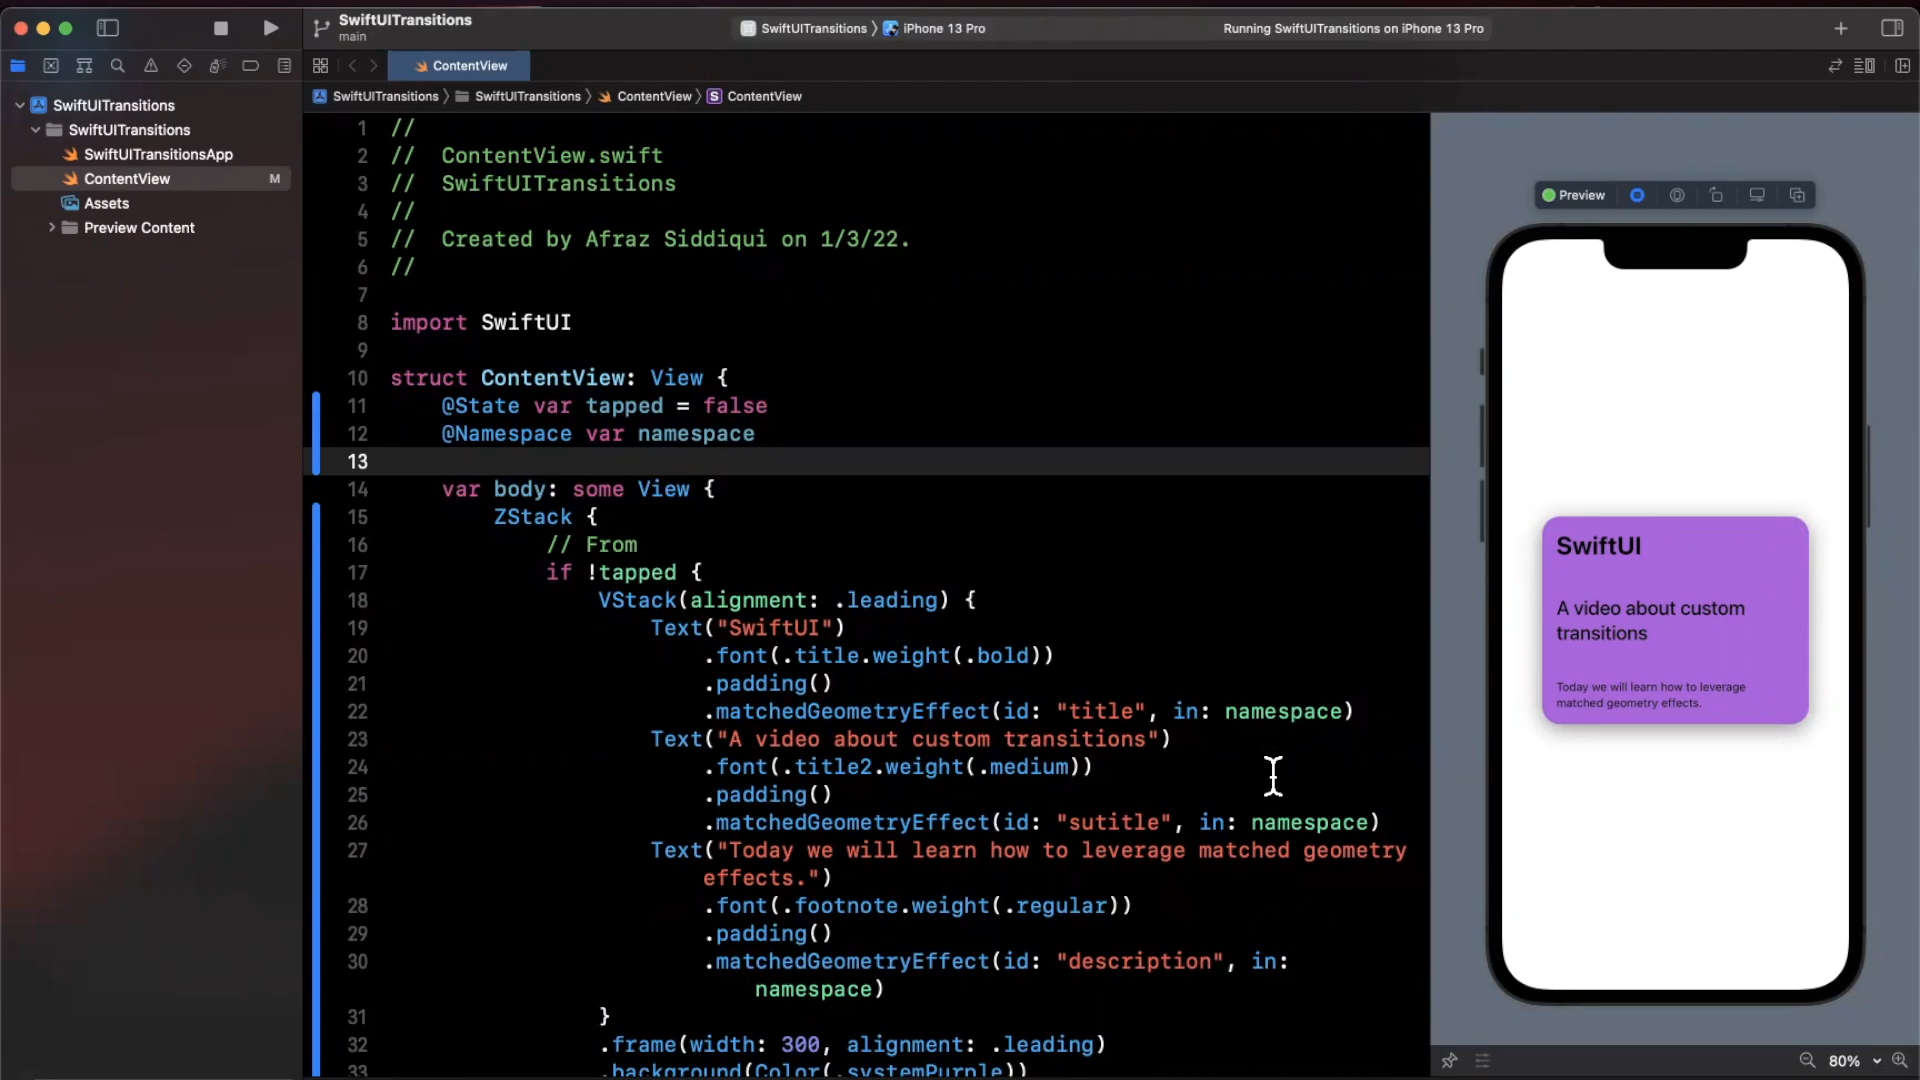 SwiftUITransitions
main
SwiftUITransitions
iPhone 13 Pro
Running SwiftUITransitions on iPhone 13 Pro
ContentView
SwiftUITransitions
SwiftUITransitions
ContentView
S
ContentView
SwiftUITransitions
SwiftUITransitions
SwiftUITransitionsApp
ContentView
M
Assets
Preview Content
1 //
2 //  ContentView.swift
3 //  SwiftUITransitions
4 //
5 //  Created by Afraz Siddiqui on 1/3/22.
6 //
7
8 import SwiftUI
9
10 struct ContentView: View {
11     @State var tapped = false
12     @Namespace var namespace
13
14     var body: some View {
15         ZStack {
16             // From
17             if !tapped {
18                 VStack(alignment: .leading) {
19                     Text("SwiftUI")
20                         .font(.title.weight(.bold))
21                         .padding()
22                         .matchedGeometryEffect(id: "title", in: namespace)
23                     Text("A video about custom transitions")
24                         .font(.title2.weight(.medium))
25                         .padding()
26                         .matchedGeometryEffect(id: "sutitle", in: namespace)
27                     Text("Today we will learn how to leverage matched geometry
effects.")
28                         .font(.footnote.weight(.regular))
29                         .padding()
30                         .matchedGeometryEffect(id: "description", in:
namespace)
31                 }
32                 .frame(width: 300, alignment: .leading)
33                 .background(Color(.systemPurple))
Preview
SwiftUI
A video about custom
transitions
Today we will learn how to leverage
matched geometry effects.
80%